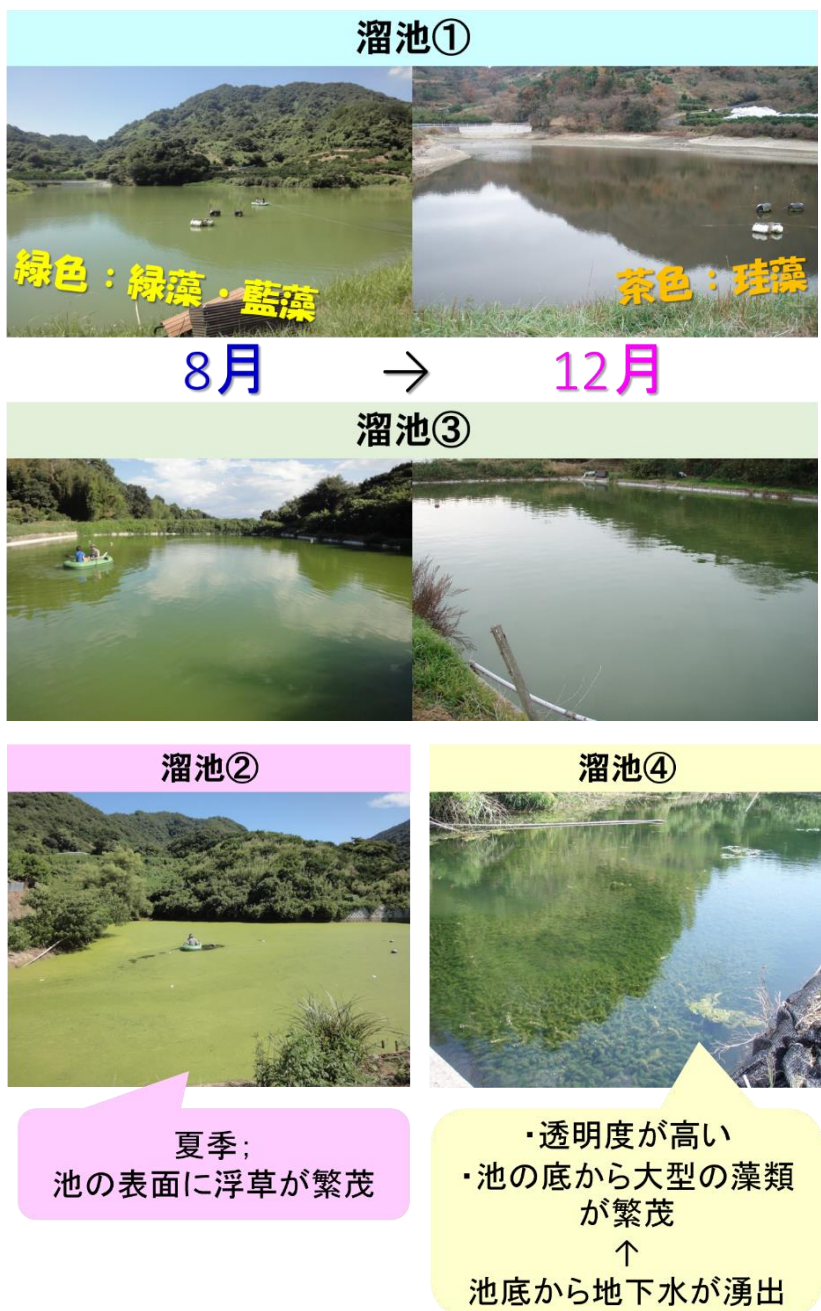 溜池①
緑色：緑藻・藍藻
茶色：珪藻
8月 → 12月
溜池③
溜池②
溜池④
夏季;
池の表面に浮草が繁茂
・透明度が高い
・池の底から大型の藻類
が繁茂
↑
池底から地下水が湧出